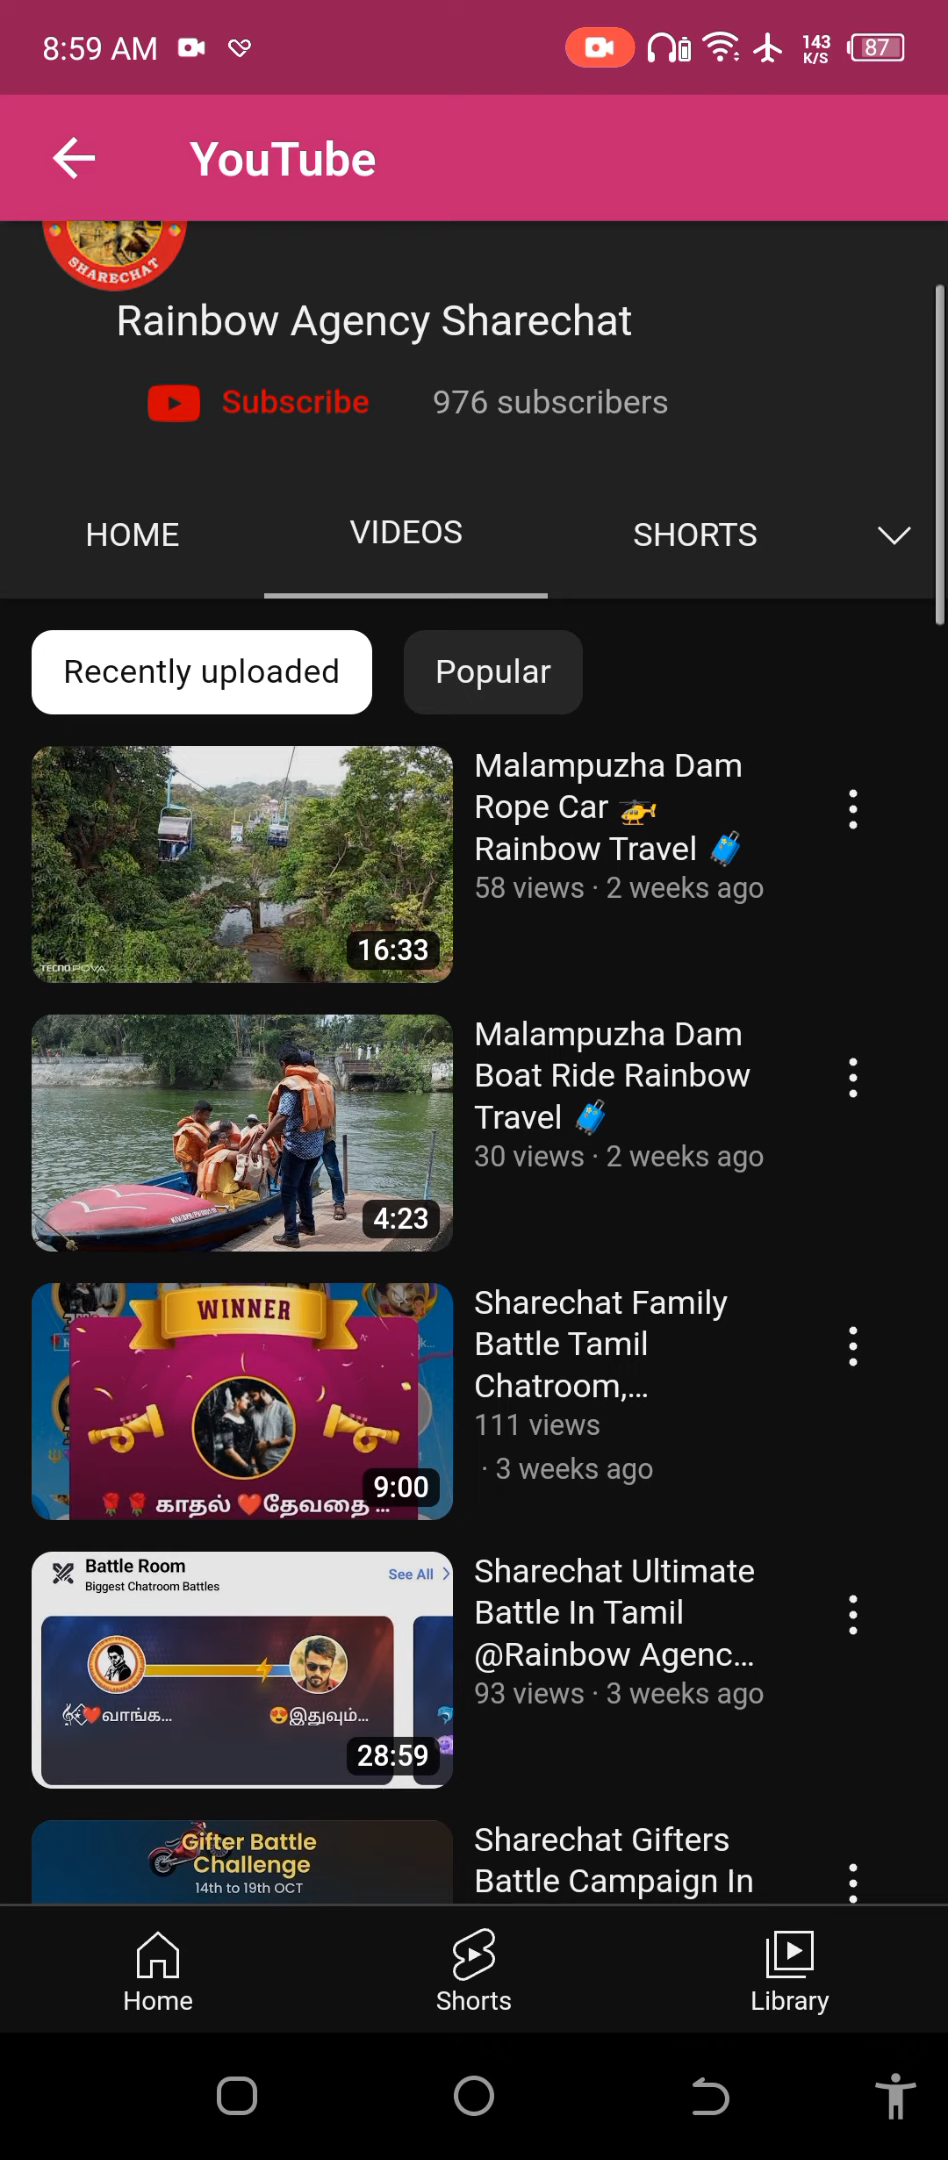 8:59 AM
143
K/S
87
YouTube
SHARECHAT
Rainbow Agency Sharechat
Subscribe 976 subscribers
HOME VIDEOS SHORTS
Recently uploaded Popular
Malampuzha Dam
Rope Car 🚁
Rainbow Travel 🧳
58 views · 2 weeks ago
16:33
TECNO POVA
Malampuzha Dam
Boat Ride Rainbow
Travel 🧳
30 views · 2 weeks ago
4:23
WINNER
Sharechat Family
Battle Tamil
Chatroom,...
111 views
· 3 weeks ago
9:00
🌹🌹 காதல் ❤️தேவதை ...
Battle Room
Biggest Chatroom Battles
See All
வாங்க...
😍இதுவும்...
28:59
Sharechat Ultimate
Battle In Tamil
@Rainbow Agenc...
93 views · 3 weeks ago
Gifter Battle
Challenge
14th to 19th OCT
Sharechat Gifters
Battle Campaign In
Home Shorts Library